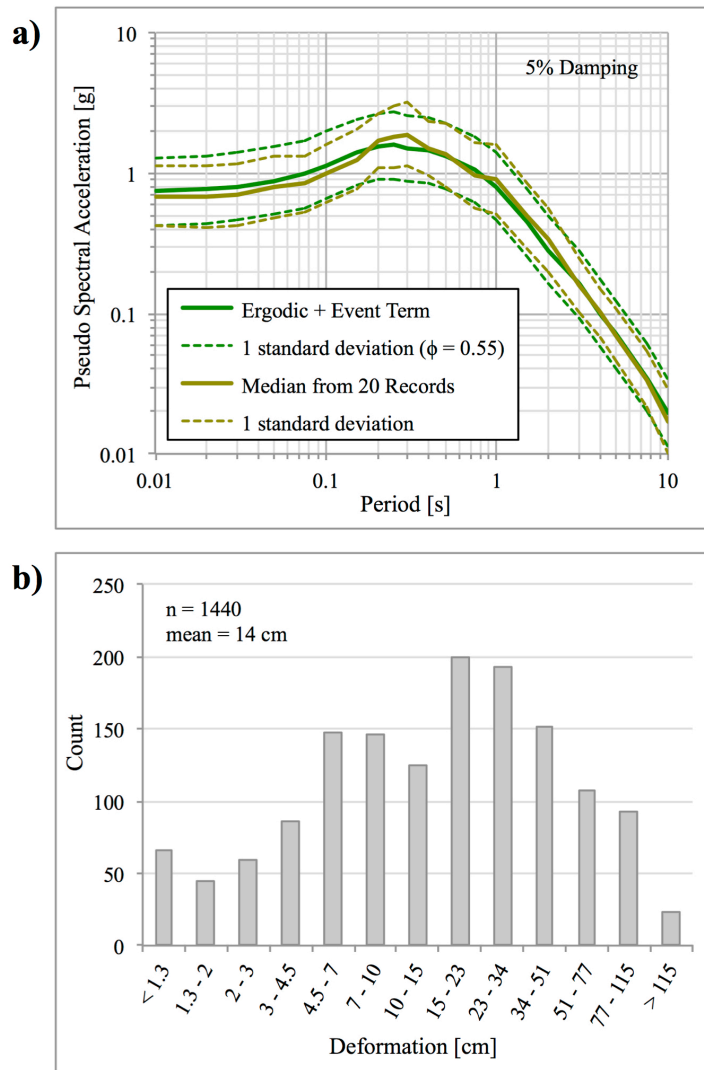 a)
10
1
0.1
0.01
Pseudo Spectral Acceleration [g]
5% Damping
Ergodic + Event Term
1 standard deviation (ϕ = 0.55)
Median from 20 Records
1 standard deviation
0.01 0.1 1 10
Period [s]
b)
250
200
150
100
50
0
Count
n = 1440
mean = 14 cm
< 1.3
1.3 - 2
2 - 3
3 - 4.5
4.5 - 7
7 - 10
10 - 15
15 - 23
23 - 34
34 - 51
51 - 77
77 - 115
> 115
Deformation [cm]